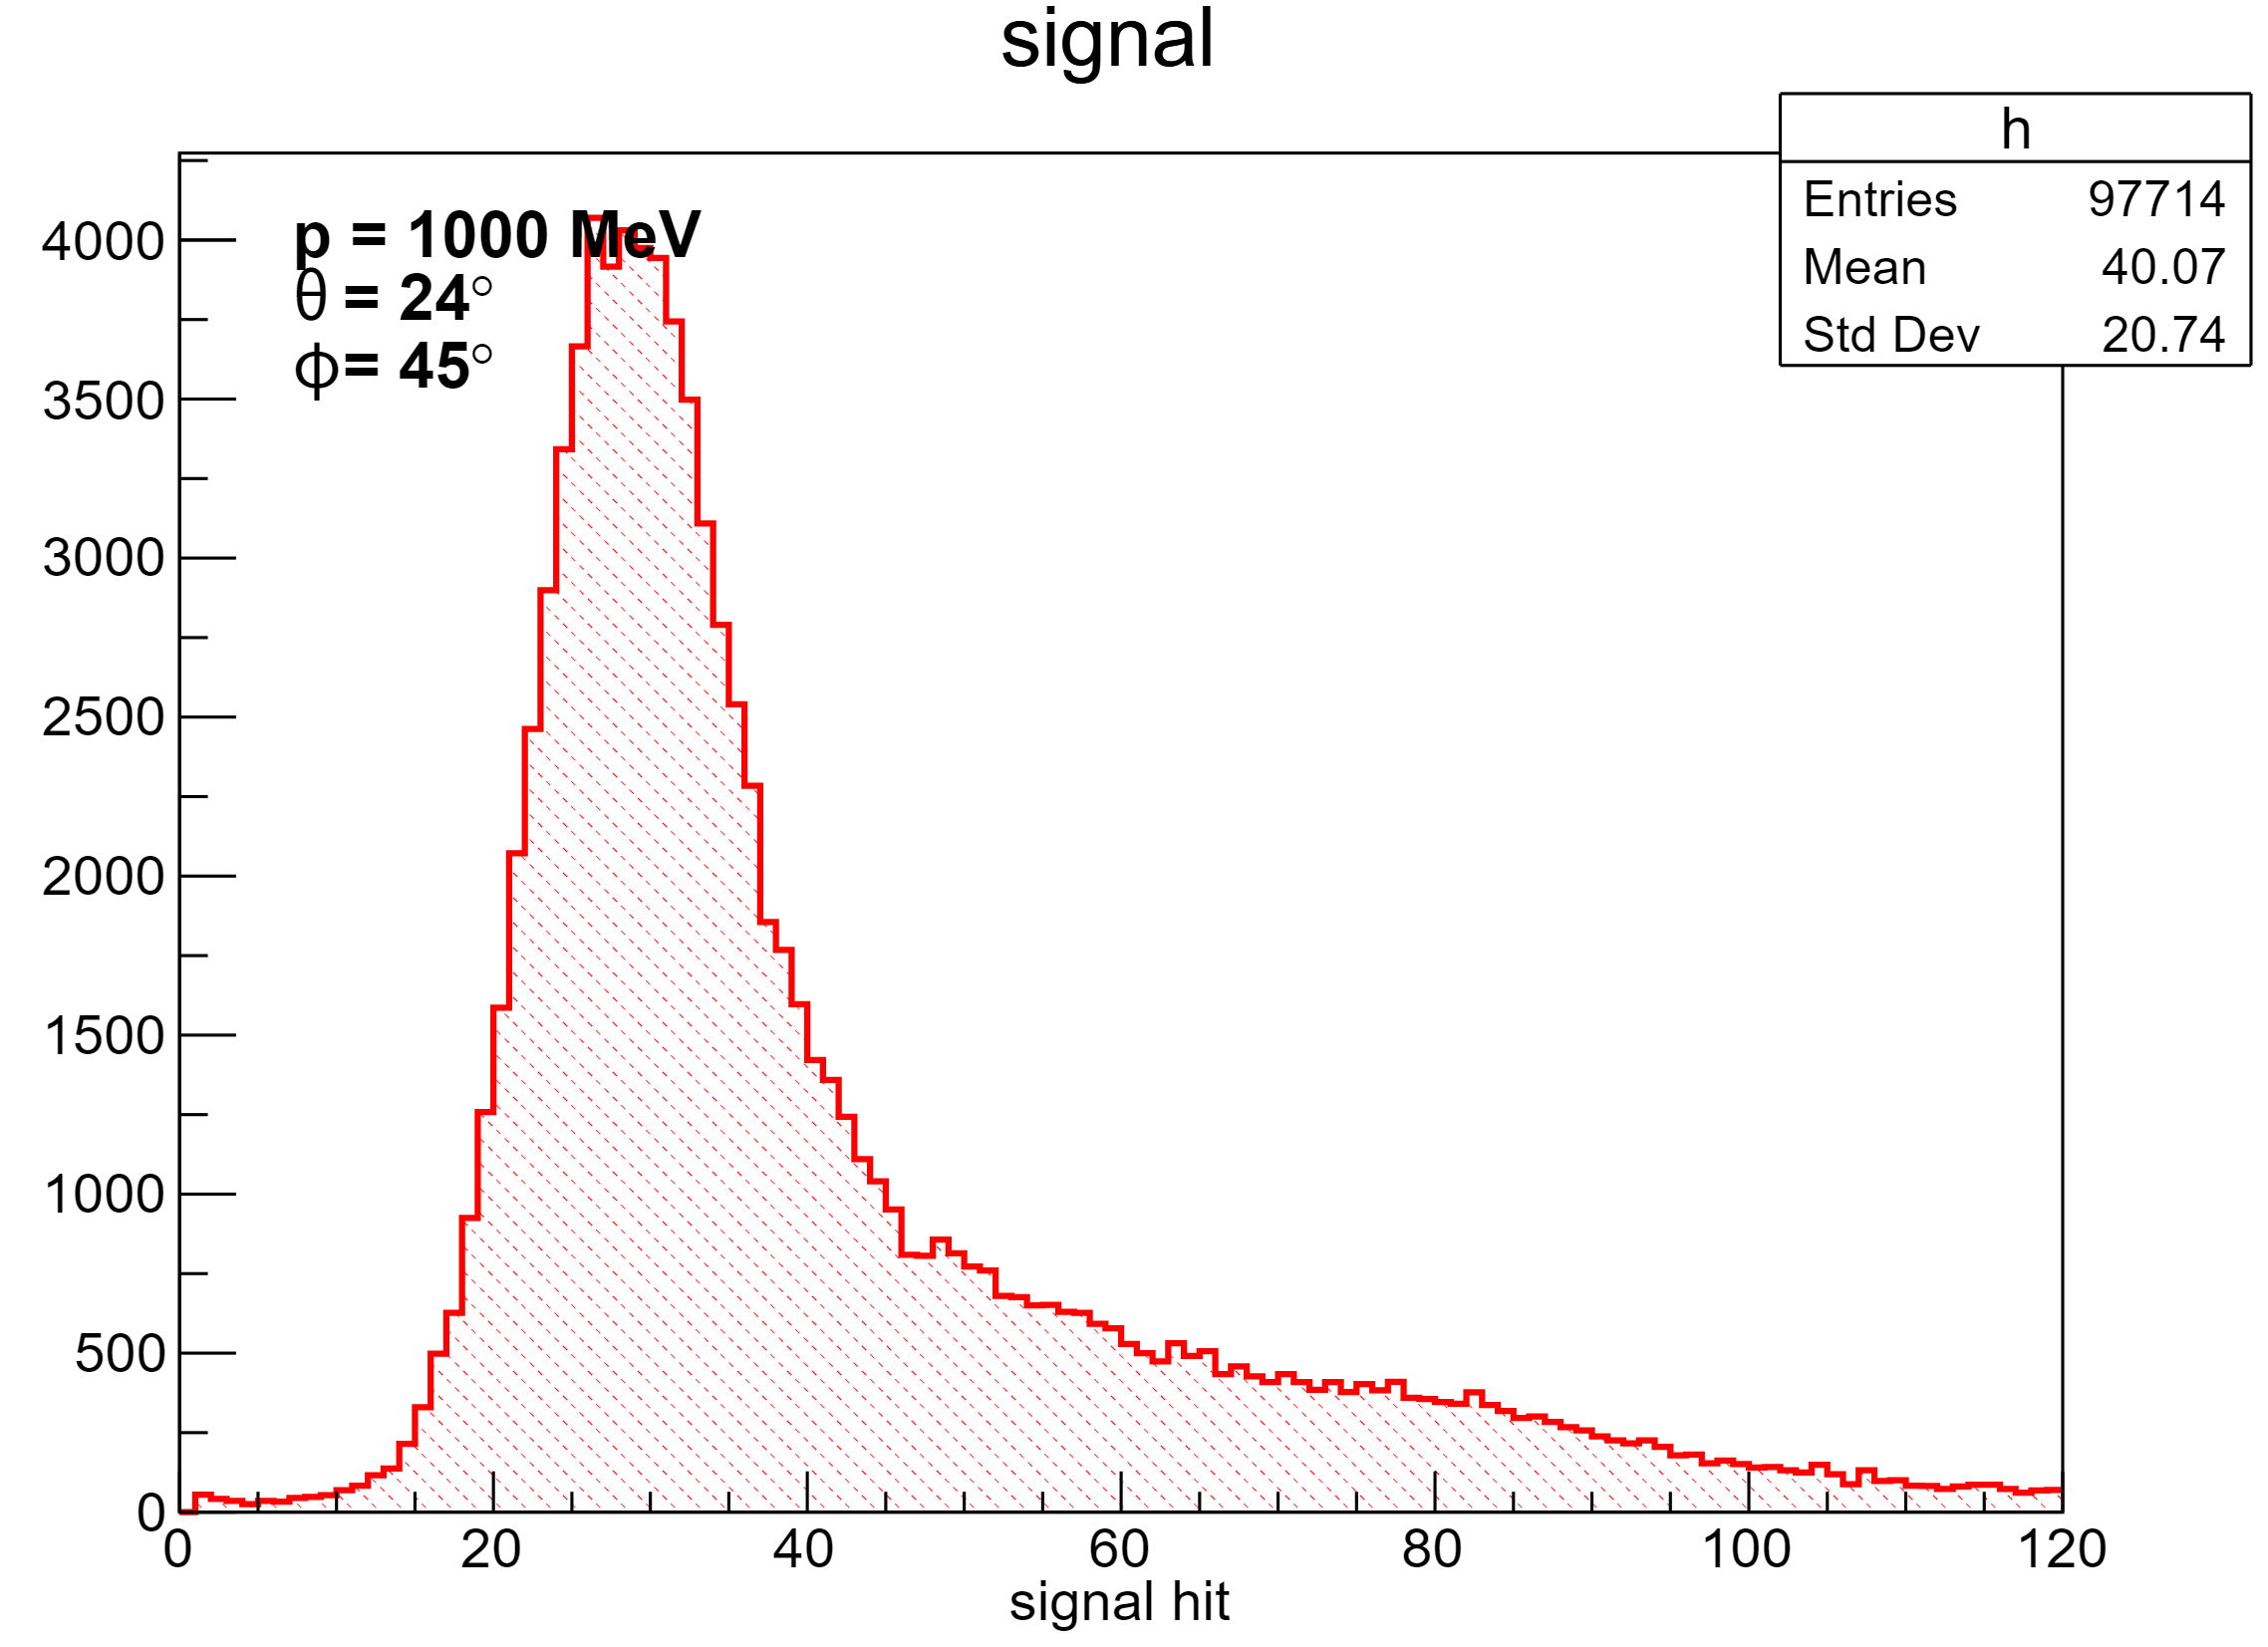 signal
h
Entries 97714
Mean 40.07
Std Dev 20.74
p = 1000 MeV
θ = 24°
ϕ = 45°
4000
3500
3000
2500
2000
1500
1000
500
0
0 20 40 60 80 100 120
signal hit